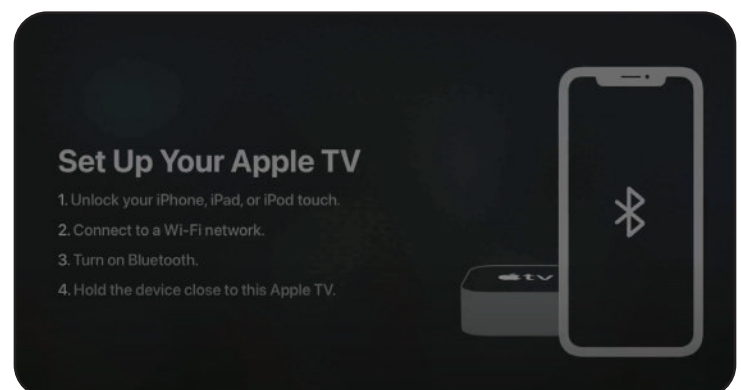 Set Up Your Apple TV
1. Unlock your iPhone, iPad, or iPod touch.
2. Connect to a Wi-Fi network.
3. Turn on Bluetooth.
4. Hold the device close to this Apple TV.
tv